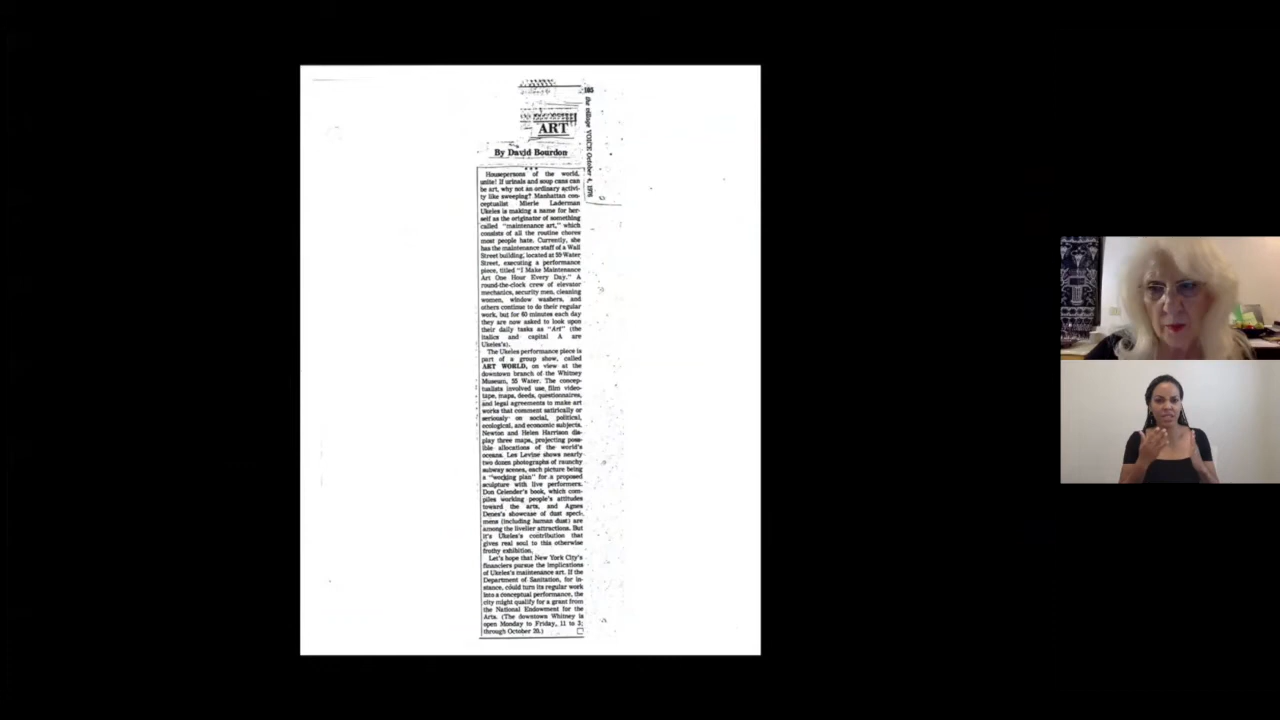 105
the village VOICE October 4, 1976
ART
By David Bourdon
Housepersons of the world,
unite! If urinals and soup cans can
be art, why not an ordinary activi-
ty like sweeping? Manhattan con-
ceptualist Mierle Laderman
Ukeles is making a name for her-
self as the originator of something
called "maintenance art," which
consists of all the routine chores
most people hate. Currently, she
has the maintenance staff of a Wall
Street building, located at 55 Water
Street, executing a performance
piece, titled "I Make Maintenance
Art One Hour Every Day." A
round-the-clock crew of elevator
mechanics, security men, cleaning
women, window washers, and
others continue to do their regular
work, but for 60 minutes each day
they are now asked to look upon
their daily tasks as "Art" (the
italics and capital A are
Ukeles's).
The Ukeles performance piece is
part of a group show, called
ART WORLD, on view at the
downtown branch of the Whitney
Museum, 55 Water. The concep-
tualists involved use film video-
tape, maps, deeds, questionnaires,
and legal agreements to make art
works that comment satirically or
seriously on social, political,
ecological, and economic subjects.
Newton and Helen Harrison dis-
play three maps, projecting poss-
ible allocations of the world's
oceans. Les Levine shows nearly
two dozen photographs of raunchy
subway scenes, each picture being
a "working plan" for a proposed
sculpture with live performers.
Don Celender's book, which com-
piles working people's attitudes
toward the arts, and Agnes
Denes's showcase of dust speci-
mens (including human dust) are
among the livelier attractions. But
it's Ukeles's contribution that
gives real soul to this otherwise
frothy exhibition.
Let's hope that New York City's
financiers pursue the implications
of Ukeles's maintenance art. If the
Department of Sanitation, for in-
stance, could turn its regular work
into a conceptual performance, the
city might qualify for a grant from
the National Endowment for the
Arts. (The downtown Whitney is
open Monday to Friday, 11 to 3;
through October 20.)